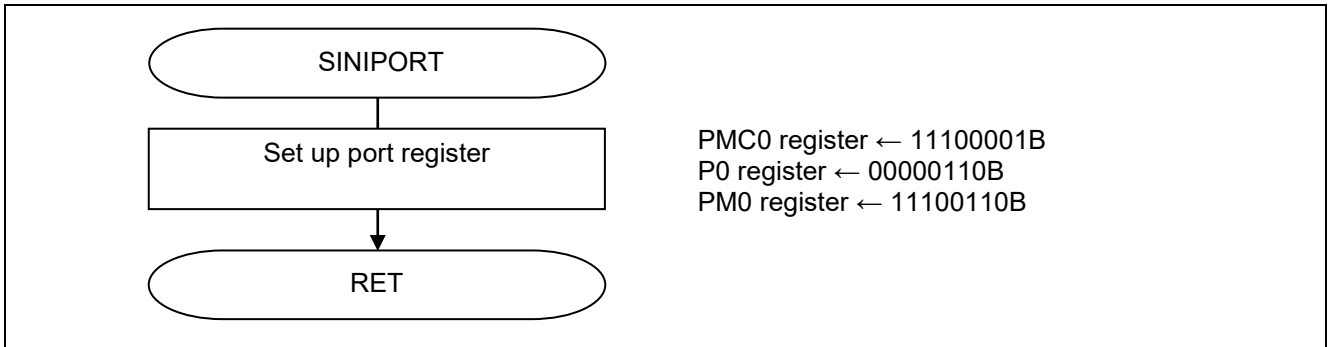 SINIPORT
Set up port register
PMC0 register ← 11100001B
P0 register ← 00000110B
PM0 register ← 11100110B
RET